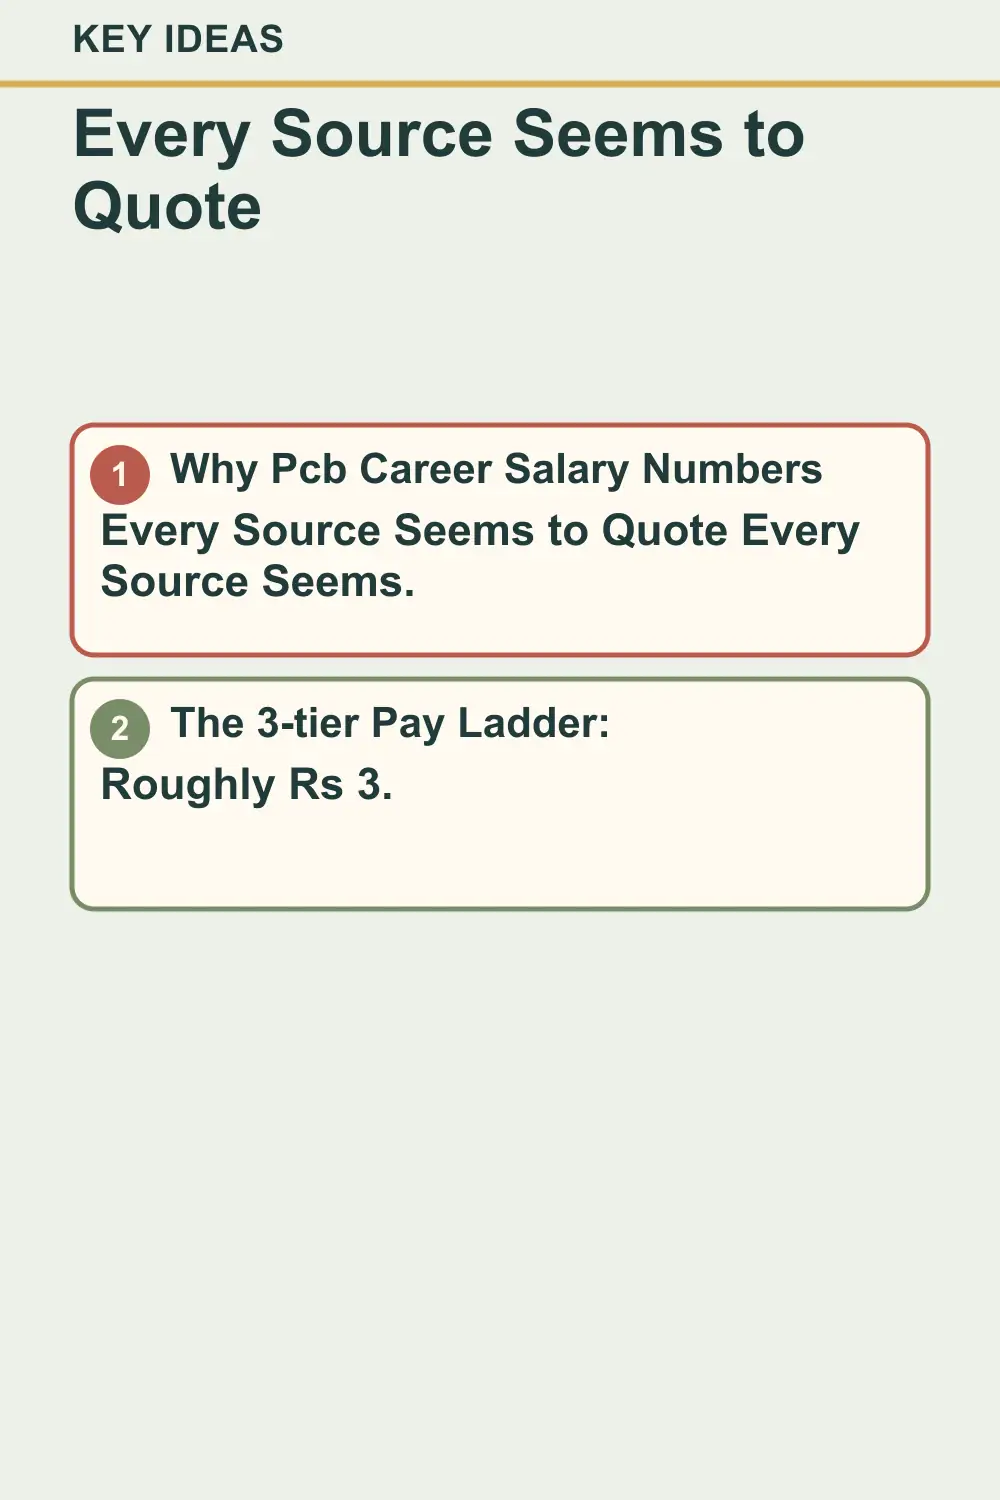 KEY IDEAS
Every Source Seems to
Quote
1 Why Pcb Career Salary Numbers
Every Source Seems to Quote Every
Source Seems.
2 The 3-tier Pay Ladder:
Roughly Rs 3.